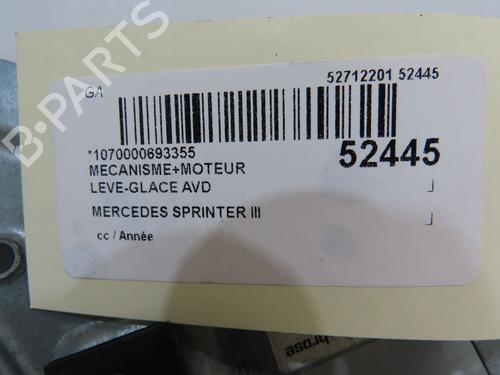 GA
52712201 52445
*1070000693355
52445
MECANISME+MOTEUR
LEVE-GLACE AVD
MERCEDES SPRINTER III
cc / Année
B-PARTS